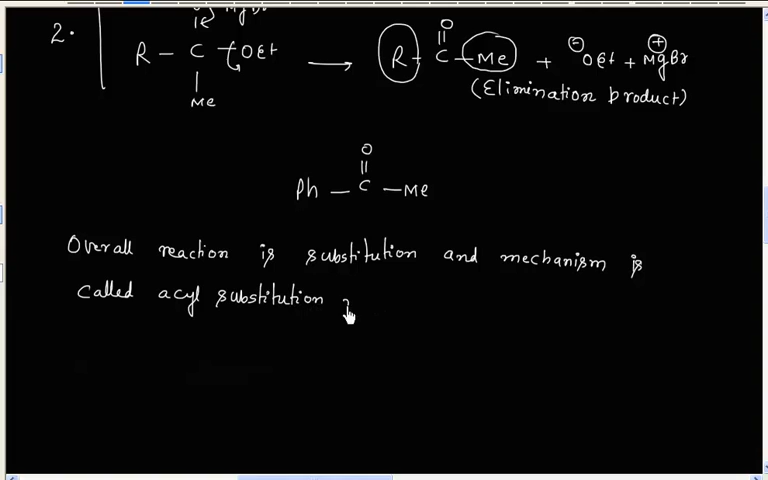 2.
R — C — OEt → R — C — Me + ⊖OEt + ⊕MgBr
O
Me
(Elimination product)
O
Ph — C — Me
Overall reaction is substitution and mechanism is
called acyl substitution